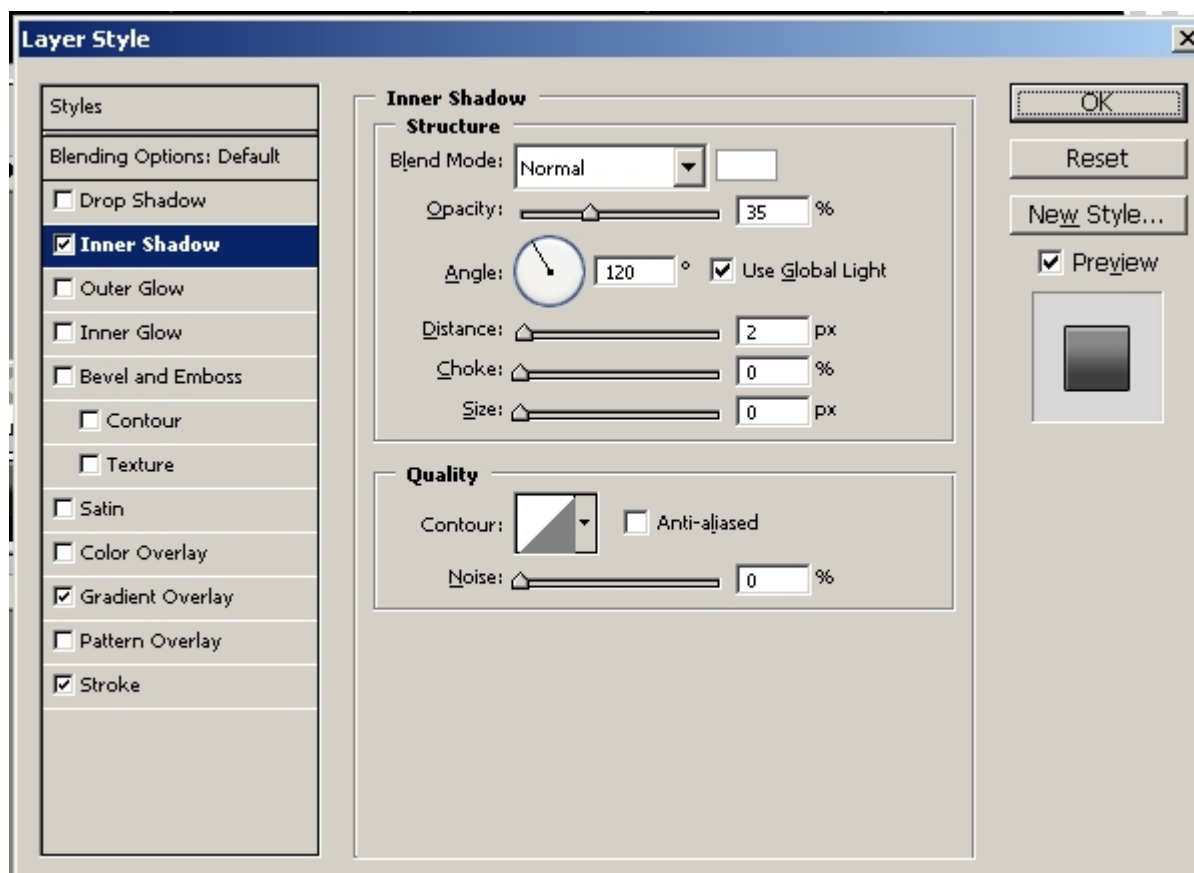 Layer Style
Styles
Blending Options: Default
Drop Shadow
Inner Shadow
Outer Glow
Inner Glow
Bevel and Emboss
Contour
Texture
Satin
Color Overlay
Gradient Overlay
Pattern Overlay
Stroke
Inner Shadow
Structure
Blend Mode: Normal
Opacity: 35 %
Angle: 120 ° Use Global Light
Distance: 2 px
Choke: 0 %
Size: 0 px
Quality
Contour: Anti-aliased
Noise: 0 %
OK
Reset
New Style...
Preview